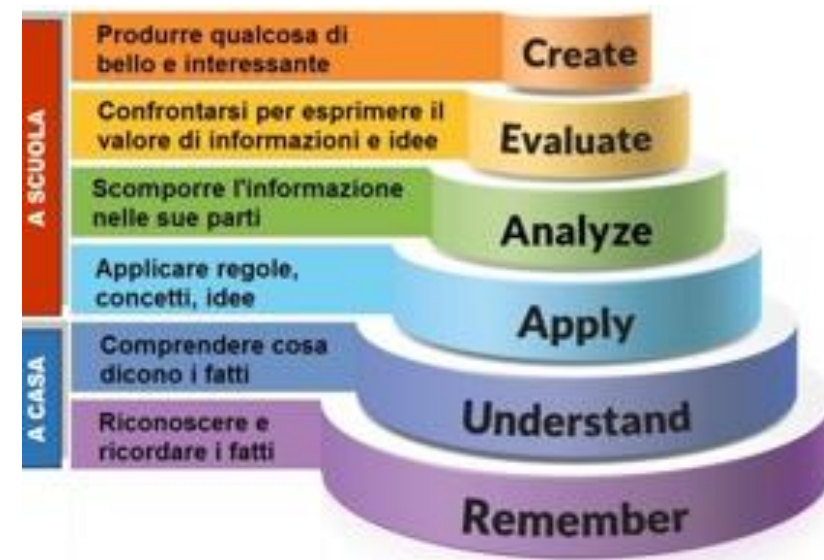 A SCUOLA
Produrre qualcosa di
bello e interessante
Create
Confrontarsi per esprimere il
valore di informazioni e idee
Evaluate
Scomporre l'informazione
nelle sue parti
Analyze
Applicare regole,
concetti, idee
Apply
A CASA
Comprendere cosa
dicono i fatti
Understand
Riconoscere e
ricordare i fatti
Remember